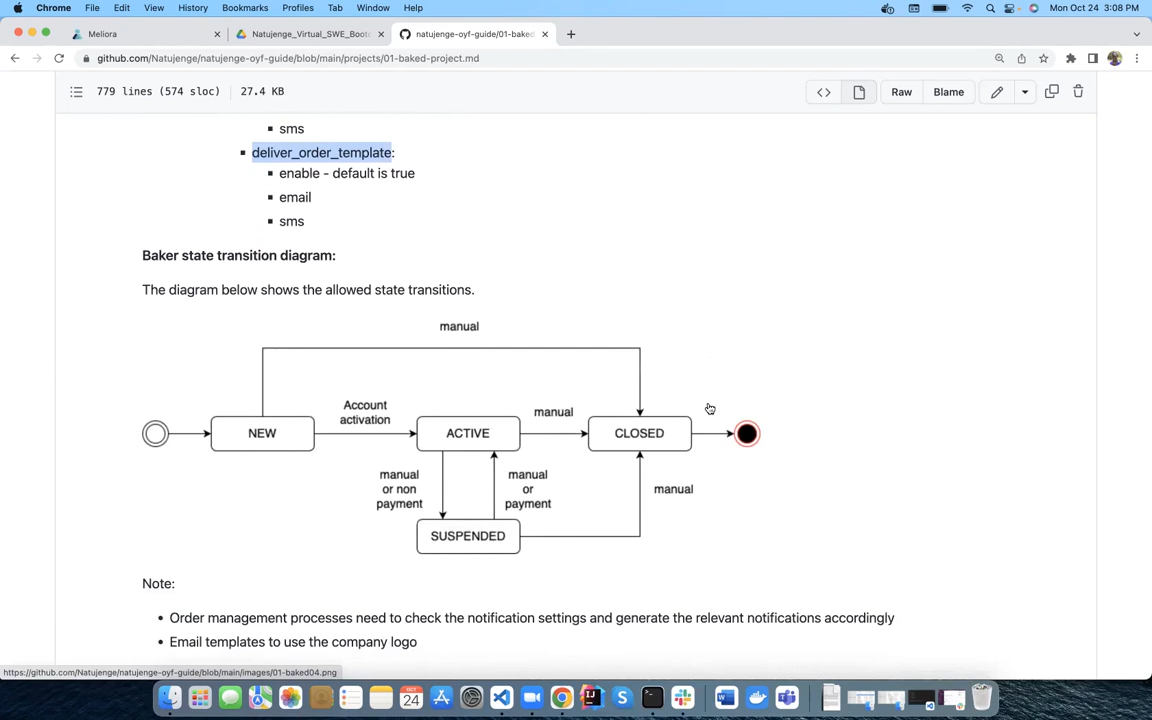 Chrome File Edit View History Bookmarks Profiles Tab Window Help
Mon Oct 24 3:08 PM
Meliora
Natujenge_Virtual_SWE_Boot
natujenge-oyf-guide/01-baked
github.com/Natujenge/natujenge-oyf-guide/blob/main/projects/01-baked-project.md
779 lines (574 sloc) 27.4 KB
Raw
Blame
sms
deliver_order_template:
enable - default is true
email
sms
Baker state transition diagram:
The diagram below shows the allowed state transitions.
manual
Account
activation
manual
NEW
ACTIVE
CLOSED
manual
or non
payment
manual
or
payment
manual
SUSPENDED
Note:
Order management processes need to check the notification settings and generate the relevant notifications accordingly
Email templates to use the company logo
https://github.com/Natujenge/natujenge-oyf-guide/blob/main/images/01-baked04.png
OCT
24